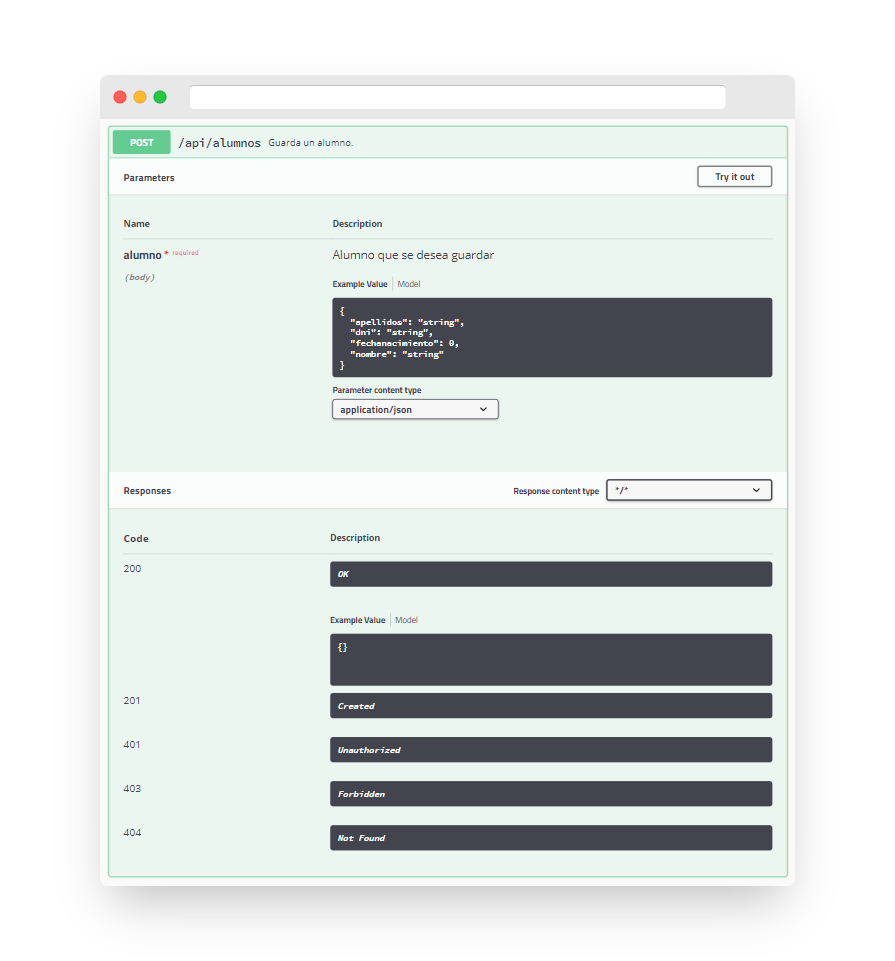 POST /api/alumnos Guarda un alumno.
Parameters Try it out
Name Description
alumno * required Alumno que se desea guardar
(body)
Example Value Model
{
"apellidos": "string",
"dni": "string",
"fechanacimiento": 0,
"nombre": "string"
}
Parameter content type
application/json
Responses Response content type */*
Code Description
200 OK
Example Value Model
{}
201 Created
401 Unauthorized
403 Forbidden
404 Not Found